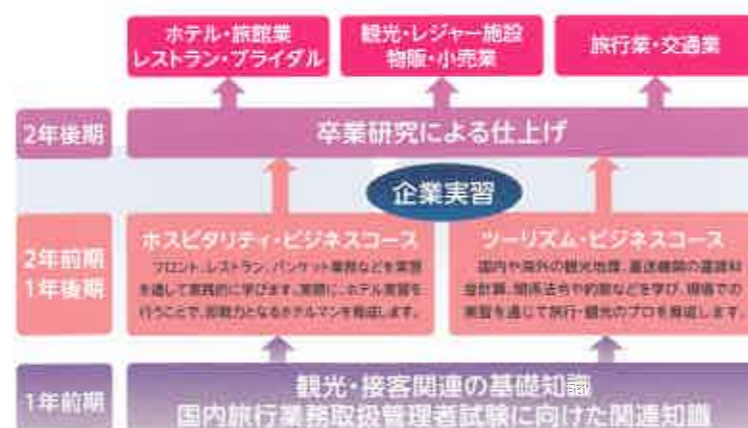 ホテル・旅館業
レストラン・ブライダル
観光・レジャー施設
物販・小売業
旅行業・交通業
2年後期
卒業研究による仕上げ
企業実習
2年前期
1年後期
ホスピタリティ・ビジネスコース
フロント、レストラン、バンケット業務などを実習
を通して実践的に学びます。実際に、ホテル実習を
行うことで、即戦力となるホテルマンを育成します。
ツーリズム・ビジネスコース
国内や海外の観光地理、運送機関の運賃料
金計算、関係法令や約款などを学び、現場での
実習を通じて旅行・観光のプロを育成します。
1年前期
観光・接客関連の基礎知識
国内旅行業務取扱管理者試験に向けた関連知識